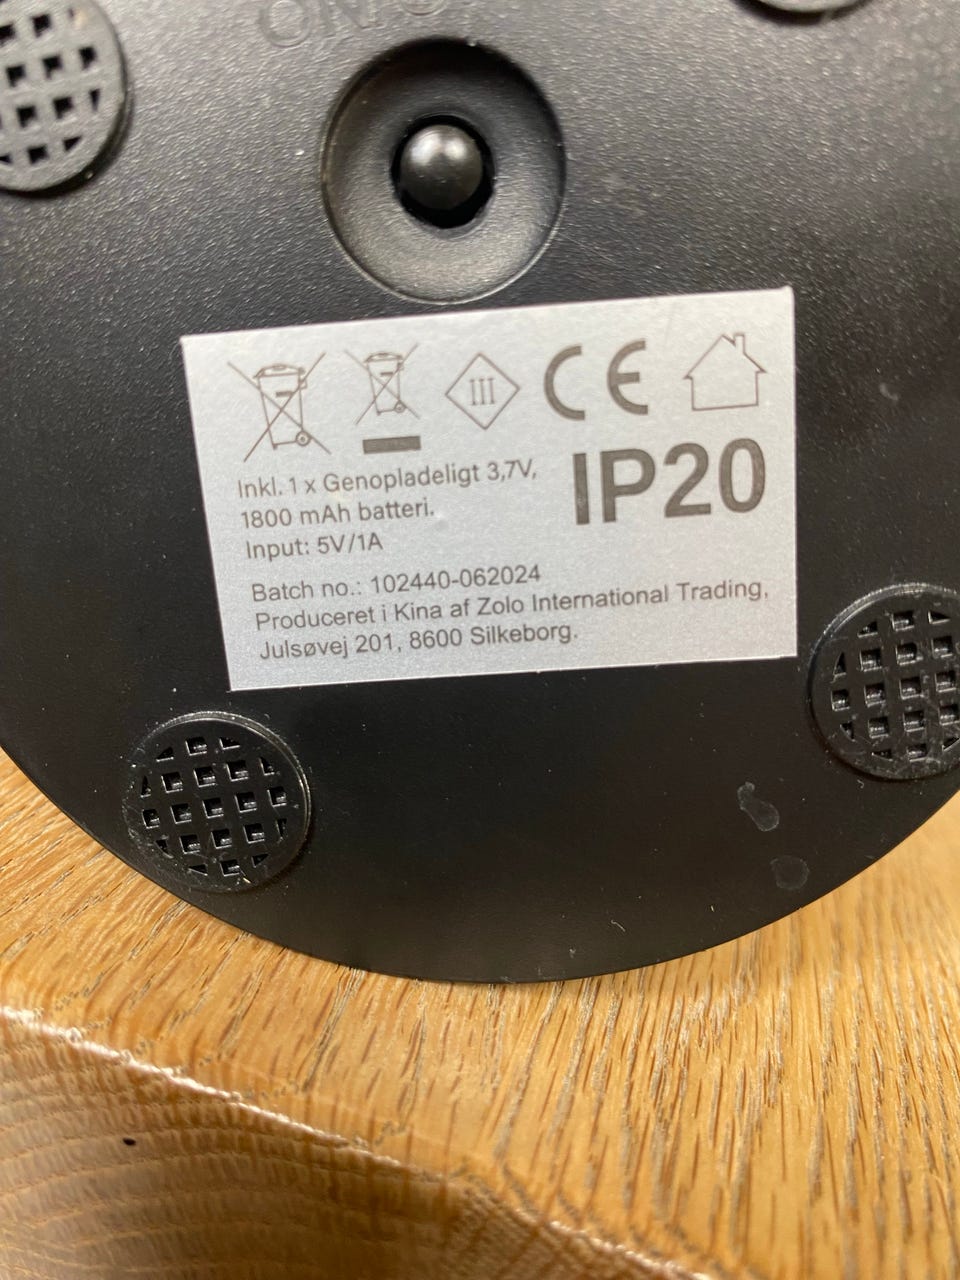 III CE
IP20
Inkl. 1 x Genopladeligt 3,7V,
1800 mAh batteri.
Input: 5V/1A
Batch no.: 102440-062024
Produceret i Kina af Zolo International Trading,
Julsøvej 201, 8600 Silkeborg.